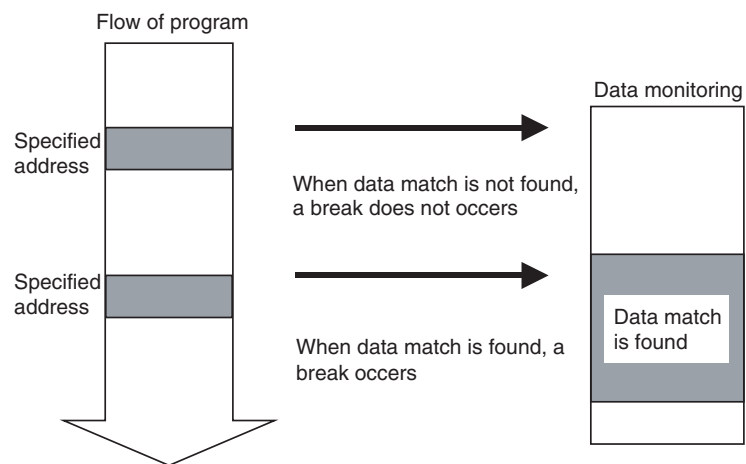 Flow of program
Data monitoring
Specified
address
When data match is not found,
a break does not occers
Specified
address
Data match
is found
When data match is found, a
break occers